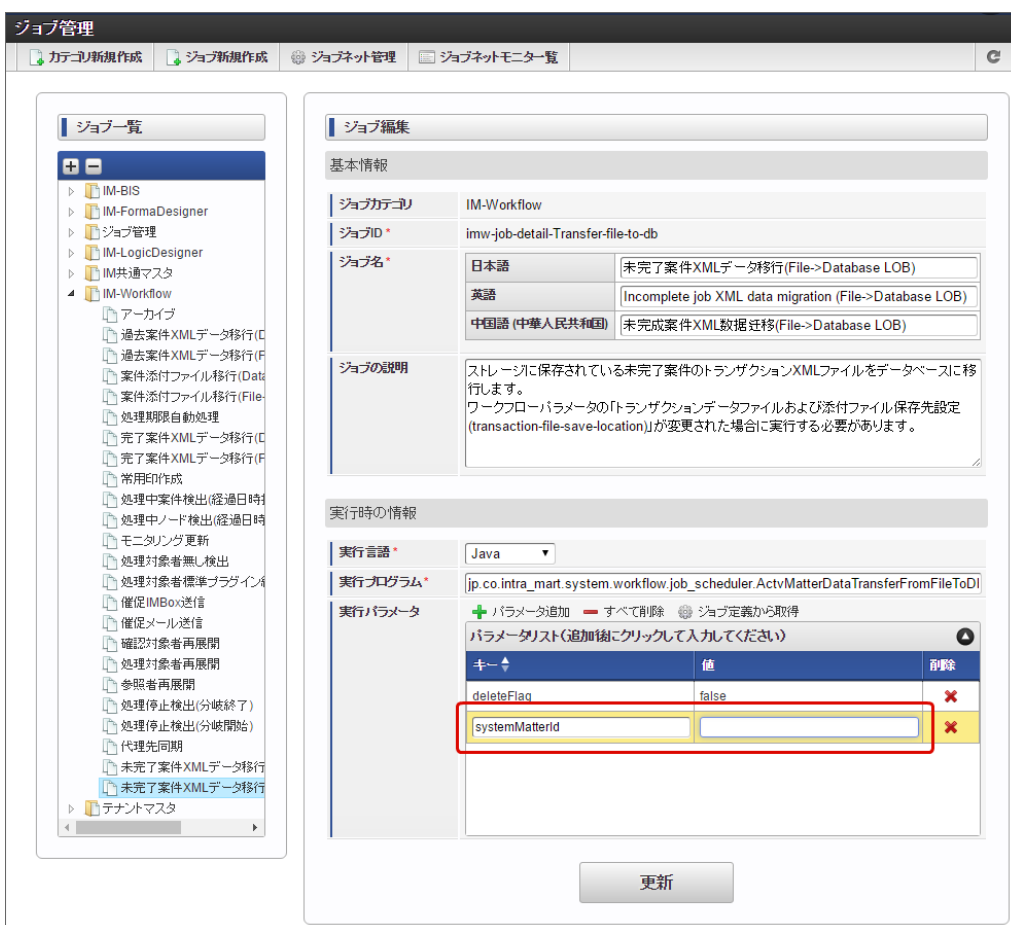 ジョブ管理
カテゴリ新規作成 ジョブ新規作成 ジョブネット管理 ジョブネットモニター覧
ジョブ一覧
IM-BIS
IM-FormaDesigner
ジョブ管理
IM-LogicDesigner
IM共通マスタ
IM-Workflow
アーカイブ
過去案件XMLデータ移行(D
過去案件XMLデータ移行(F
案件添付ファイル移行(Data
案件添付ファイル移行(File-
処理期限自動処理
完了案件XMLデータ移行(D
完了案件XMLデータ移行(F
常用印作成
処理中案件検出(経過日時
処理中ノード検出(経過日時
モニタリング更新
処理対象者無し検出
処理対象者標準プラグイン
催促IMBox送信
催促メール送信
確認対象者再展開
処理対象者再展開
参照者再展開
処理停止検出(分岐終了)
処理停止検出(分岐開始)
代理先同期
未完了案件XMLデータ移行
未完了案件XMLデータ移行
テナントマスタ
ジョブ編集
基本情報
ジョブカテゴリ IM-Workflow
ジョブID* imw-job-detail-Transfer-file-to-db
ジョブ名*
日本語 未完了案件XMLデータ移行(File->Database LOB)
英語 Incomplete job XML data migration (File->Database LOB)
中国語 (中華人民共和国) 未完成案件XML数据迁移(File->Database LOB)
ジョブの説明
ストレージに保存されている未完了案件のトランザクションXMLファイルをデータベースに移
行します。
ワークフローパラメータの「トランザクションデータファイルおよび添付ファイル保存先設定
(transaction-file-save-location)」が変更された場合に実行する必要があります。
実行時の情報
実行言語* Java
実行プログラム* jp.co.intra_mart.system.workflow.job_scheduler.ActvMatterDataTransferFromFileToDI
実行パラメータ パラメータ追加 すべて削除 ジョブ定義から取得
パラメータリスト(追加後にクリックして入力してください)
キー 値 削除
deleteFlag false
systemMatterId
更新